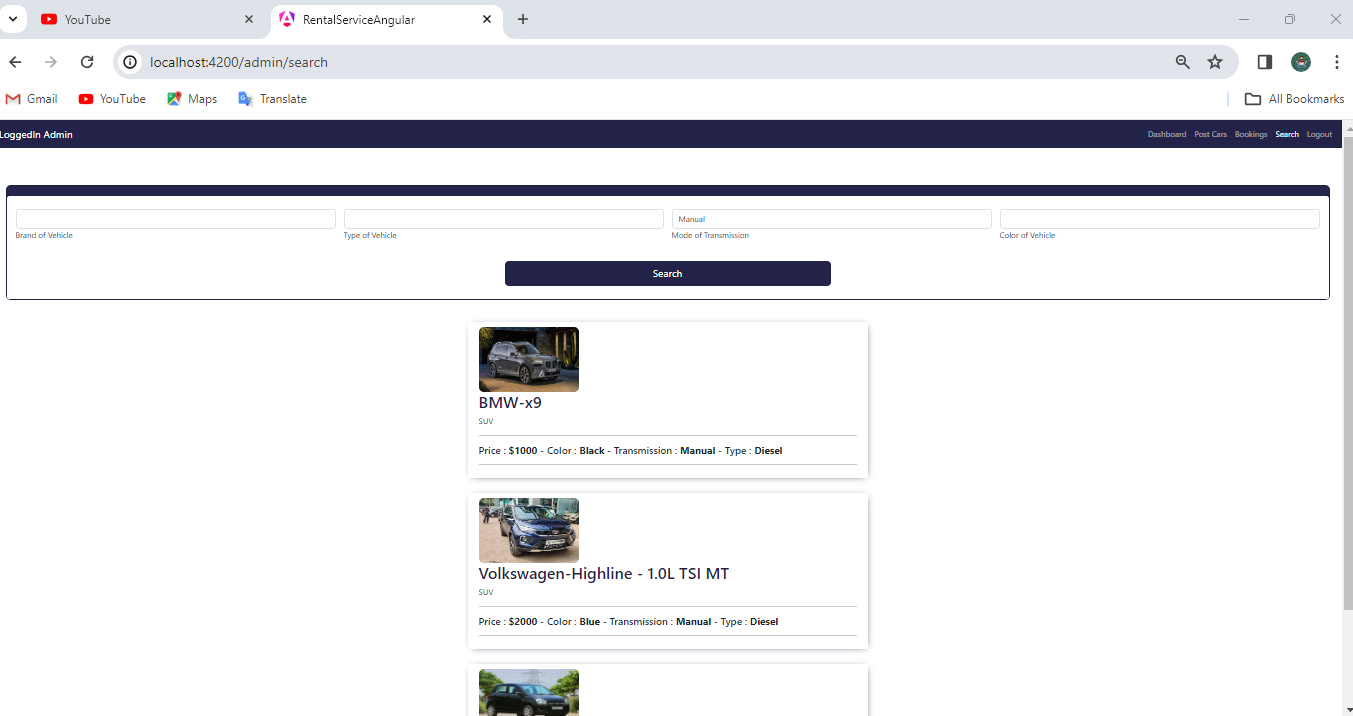 YouTube
RentalServiceAngular
localhost:4200/admin/search
Gmail YouTube Maps Translate All Bookmarks
LoggedIn Admin Dashboard Post Cars Bookings Search Logout
Manual
Brand of Vehicle Type of Vehicle Mode of Transmission Color of Vehicle
Search
BMW-x9
SUV
Price : $1000 - Color : Black - Transmission : Manual - Type : Diesel
Volkswagen-Highline - 1.0L TSI MT
SUV
Price : $2000 - Color : Blue - Transmission : Manual - Type : Diesel